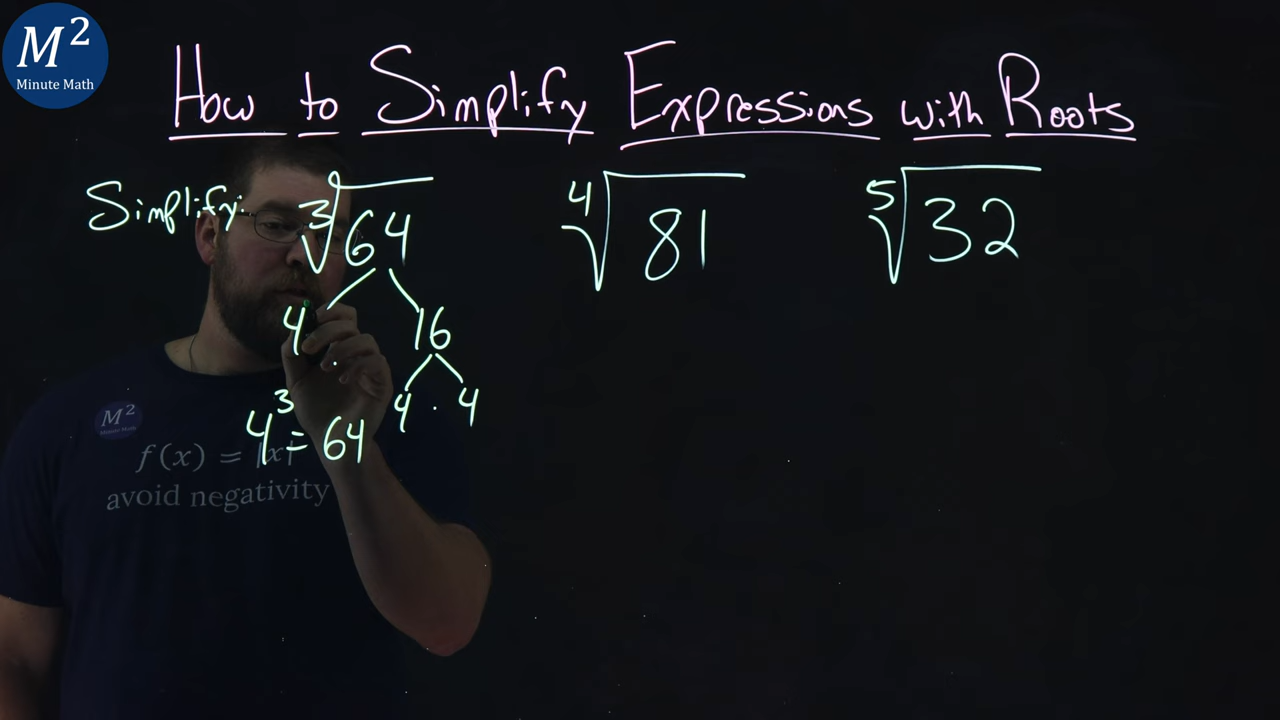 M²
Minute Math
How to Simplify Expressions with Roots
Simplify: ∛64 ∜81 ⁵√32
4 16
4 · 4
4³ = 64
M²
Minute Math
f(x) = |x|
avoid negativity